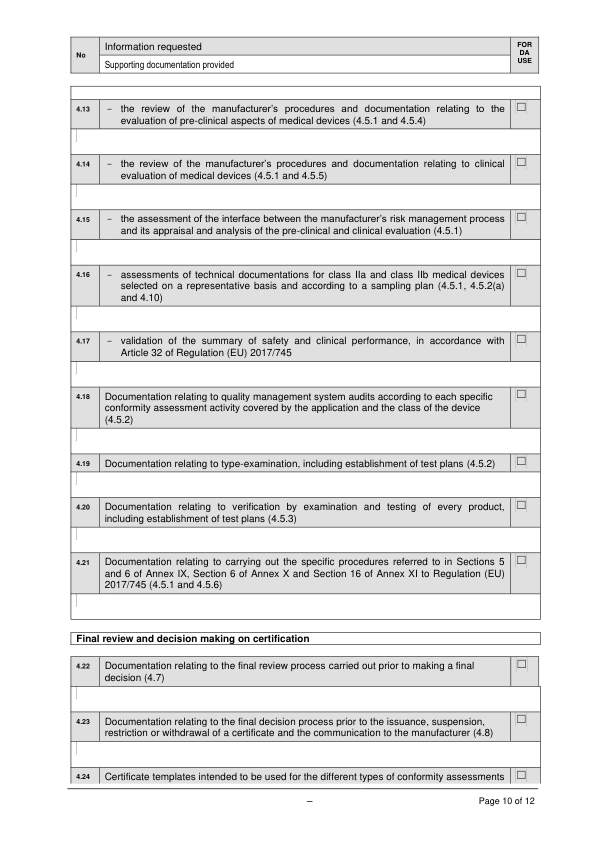 No
Information requested
Supporting documentation provided
FOR
DA
USE
4.13 – the review of the manufacturer's procedures and documentation relating to the
evaluation of pre-clinical aspects of medical devices (4.5.1 and 4.5.4)
4.14 – the review of the manufacturer's procedures and documentation relating to clinical
evaluation of medical devices (4.5.1 and 4.5.5)
4.15 – the assessment of the interface between the manufacturer's risk management process
and its appraisal and analysis of the pre-clinical and clinical evaluation (4.5.1)
4.16 – assessments of technical documentations for class IIa and class IIb medical devices
selected on a representative basis and according to a sampling plan (4.5.1, 4.5.2(a)
and 4.10)
4.17 – validation of the summary of safety and clinical performance, in accordance with
Article 32 of Regulation (EU) 2017/745
4.18 Documentation relating to quality management system audits according to each specific
conformity assessment activity covered by the application and the class of the device
(4.5.2)
4.19 Documentation relating to type-examination, including establishment of test plans (4.5.2)
4.20 Documentation relating to verification by examination and testing of every product,
including establishment of test plans (4.5.3)
4.21 Documentation relating to carrying out the specific procedures referred to in Sections 5
and 6 of Annex IX, Section 6 of Annex X and Section 16 of Annex XI to Regulation (EU)
2017/745 (4.5.1 and 4.5.6)
Final review and decision making on certification
4.22 Documentation relating to the final review process carried out prior to making a final
decision (4.7)
4.23 Documentation relating to the final decision process prior to the issuance, suspension,
restriction or withdrawal of a certificate and the communication to the manufacturer (4.8)
4.24 Certificate templates intended to be used for the different types of conformity assessments
– Page 10 of 12